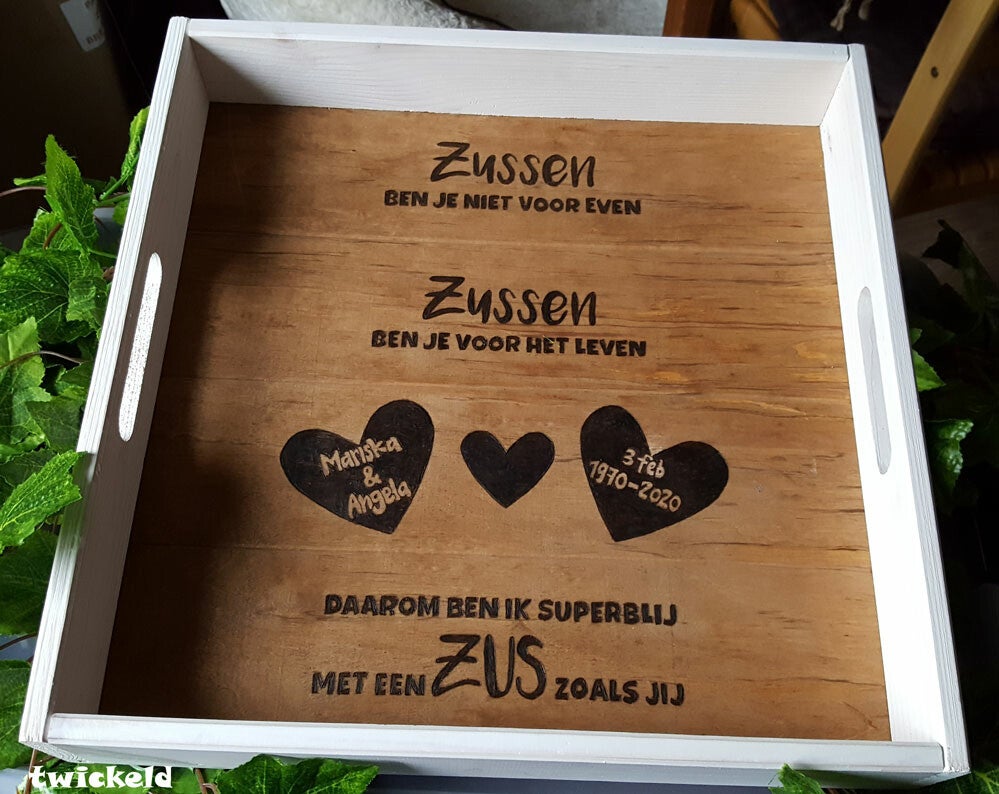 Zussen
BEN JE NIET VOOR EVEN
Zussen
BEN JE VOOR HET LEVEN
Mariska
&
Angela
3 feb
1970-2020
DAAROM BEN IK SUPERBLIJ
MET EEN ZUS ZOALS JIJ
twickeld